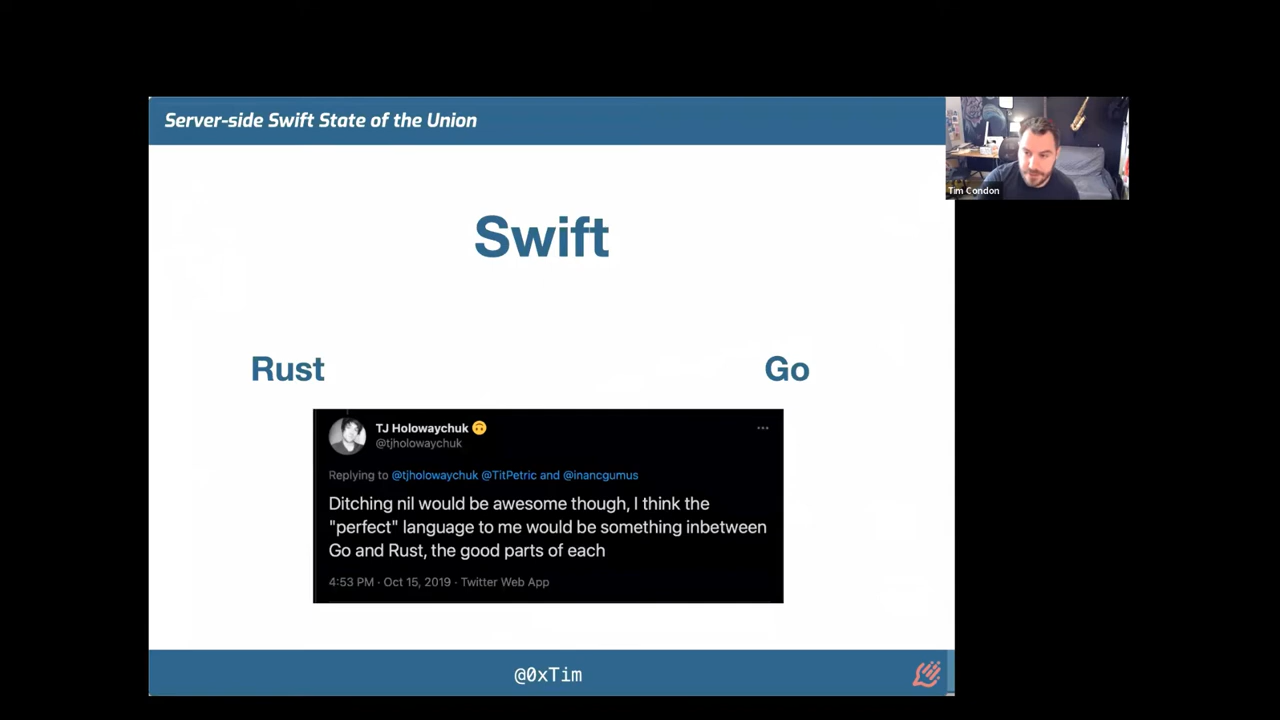 Server-side Swift State of the Union
Tim Condon
Swift
Rust
Go
TJ Holowaychuk 🙃
@tjholowaychuk
Replying to @tjholowaychuk @TitPetric and @inancgumus
Ditching nil would be awesome though, I think the
"perfect" language to me would be something inbetween
Go and Rust, the good parts of each
4:53 PM · Oct 15, 2019 · Twitter Web App
@0xTim